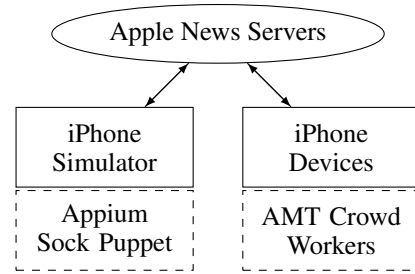 Apple News Servers
iPhone
Simulator
iPhone
Devices
Appium
Sock Puppet
AMT Crowd
Workers